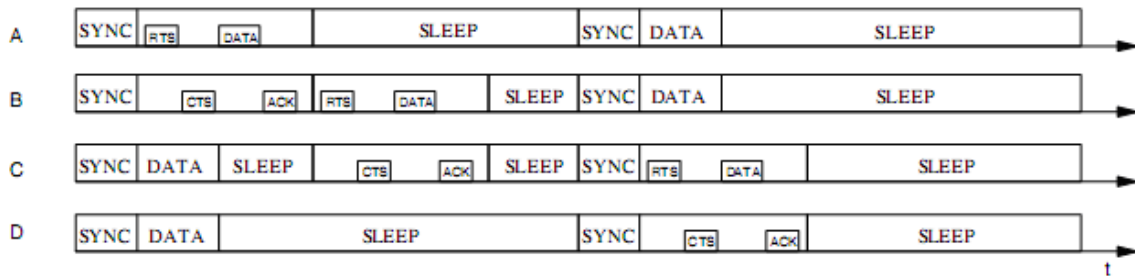 A SYNC RTS DATA SLEEP SYNC DATA SLEEP
B SYNC CTS ACK RTS DATA SLEEP SYNC DATA SLEEP
C SYNC DATA SLEEP CTS ACK SLEEP SYNC RTS DATA SLEEP
D SYNC DATA SLEEP SYNC CTS ACK SLEEP
t